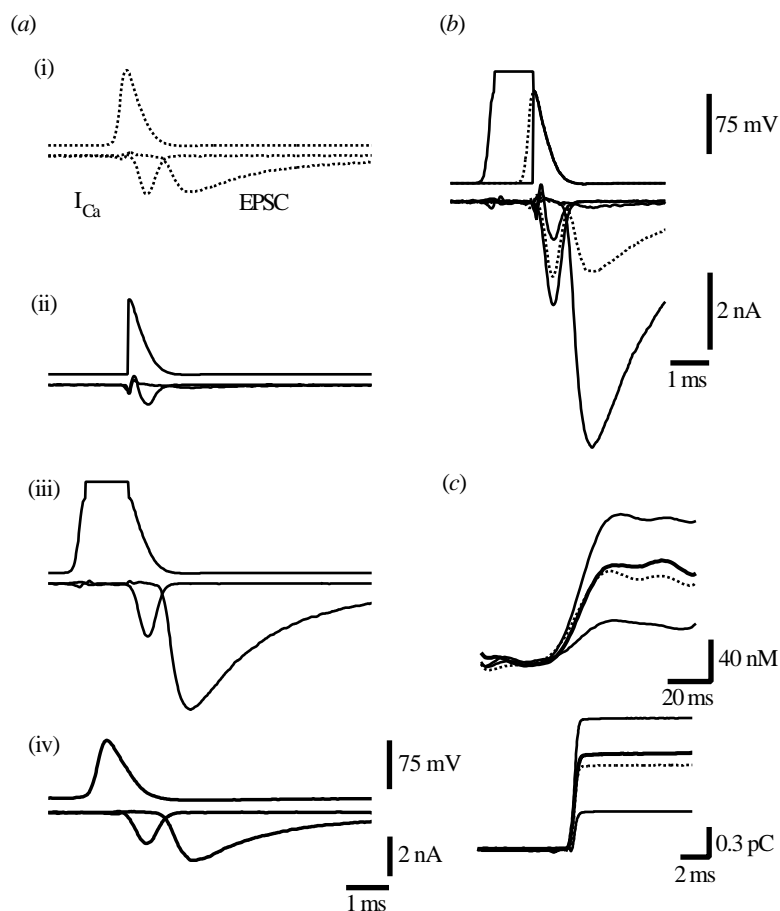 (a)
(i)
I_Ca
EPSC
(ii)
(iii)
(iv)
75 mV
2 nA
1 ms
(b)
75 mV
2 nA
1 ms
(c)
40 nM
20 ms
0.3 pC
2 ms